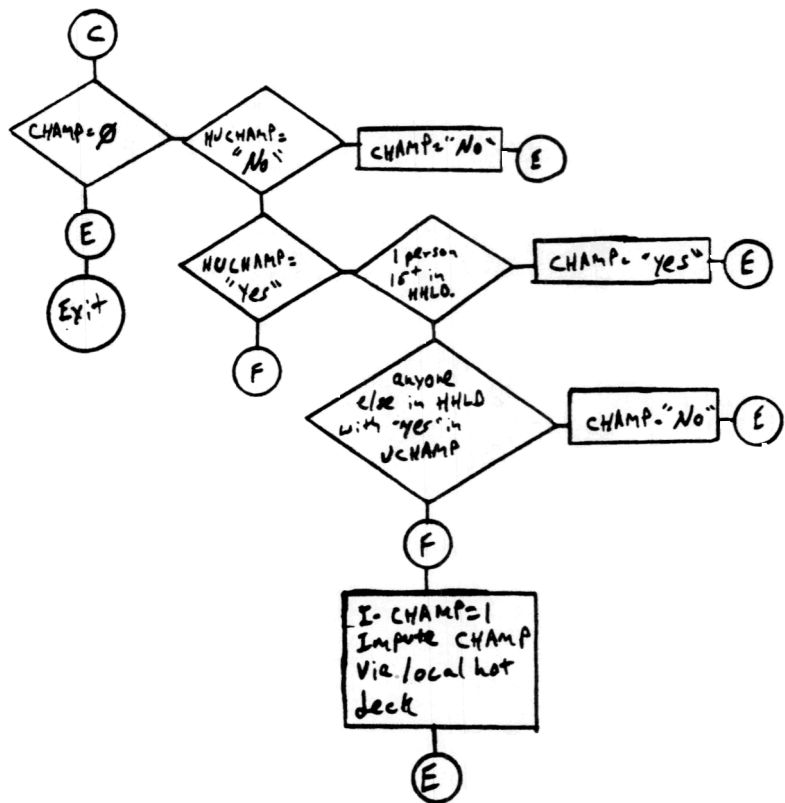 C
CHAMP=Ø
HUCHAMP=
"No"
CHAMP="No"
E
E
Exit
HUCHAMP=
"Yes"
F
1 person
15+ in
HHLD.
CHAMP="Yes"
E
anyone
else in HHLD
with "yes" in
UCHAMP
CHAMP="No"
E
F
I-CHAMP=1
Impute CHAMP
Via local hot
deck
E